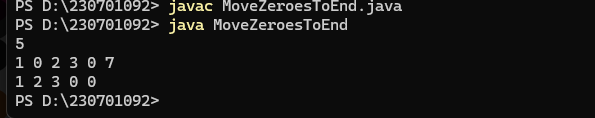 PS D:\230701092> javac MoveZeroesToEnd.java
PS D:\230701092> java MoveZeroesToEnd
5
1 0 2 3 0 7
1 2 3 0 0
PS D:\230701092>